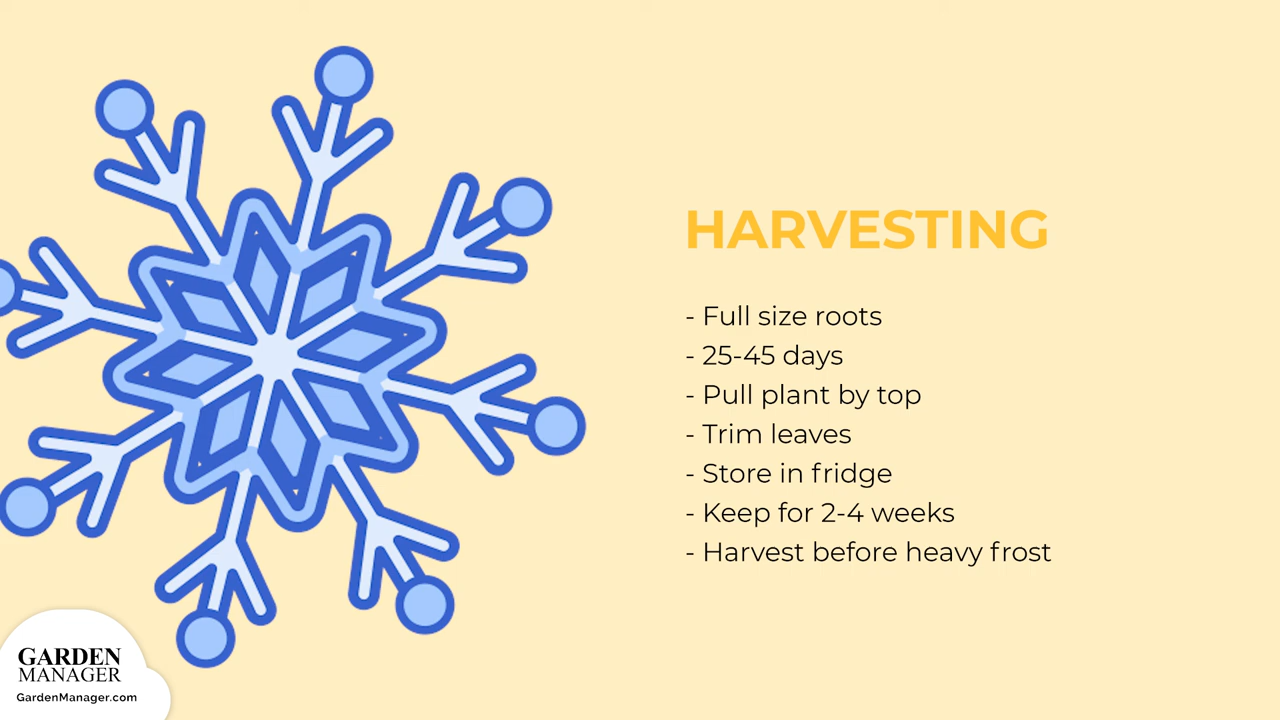 HARVESTING
- Full size roots
- 25-45 days
- Pull plant by top
- Trim leaves
- Store in fridge
- Keep for 2-4 weeks
- Harvest before heavy frost
GARDEN
MANAGER
GardenManager.com